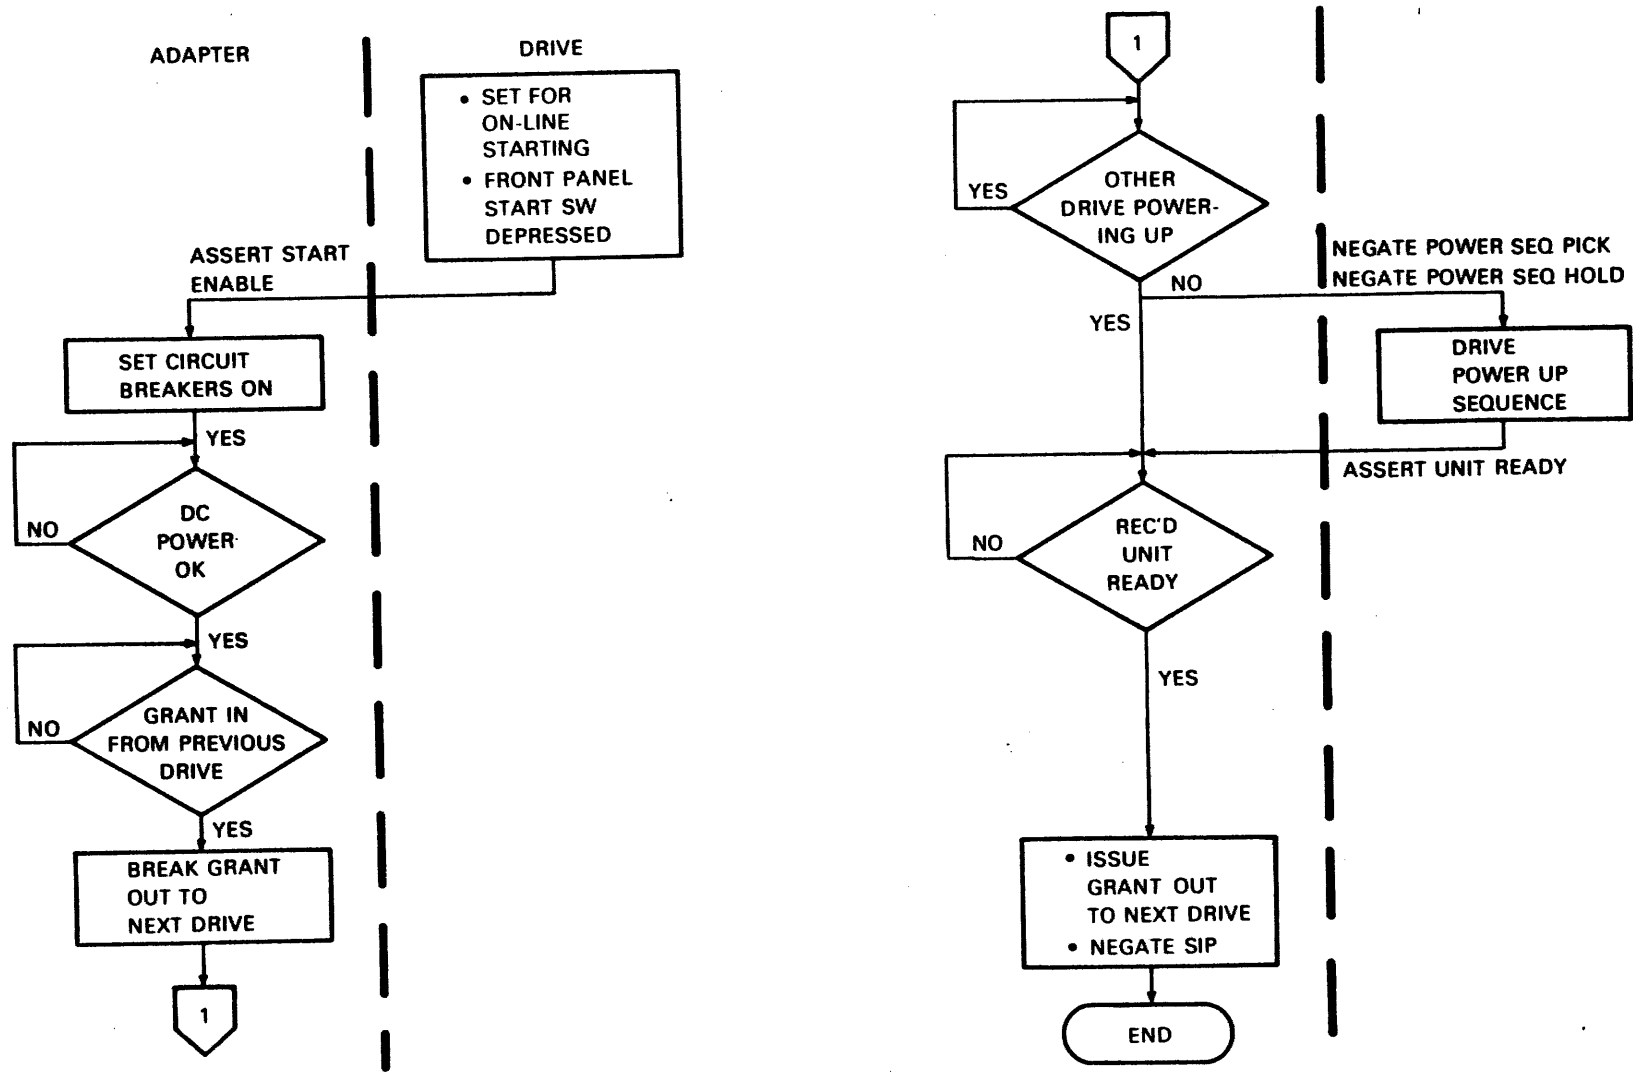 ADAPTER
DRIVE
• SET FOR
ON-LINE
STARTING
• FRONT PANEL
START SW
DEPRESSED
ASSERT START
ENABLE
SET CIRCUIT
BREAKERS ON
YES
DC
POWER
OK
NO
YES
GRANT IN
FROM PREVIOUS
DRIVE
NO
YES
BREAK GRANT
OUT TO
NEXT DRIVE
1
1
OTHER
DRIVE POWER-
ING UP
YES
NO
NEGATE POWER SEQ PICK
NEGATE POWER SEQ HOLD
YES
DRIVE
POWER UP
SEQUENCE
ASSERT UNIT READY
REC'D
UNIT
READY
NO
YES
• ISSUE
GRANT OUT
TO NEXT DRIVE
• NEGATE SIP
END